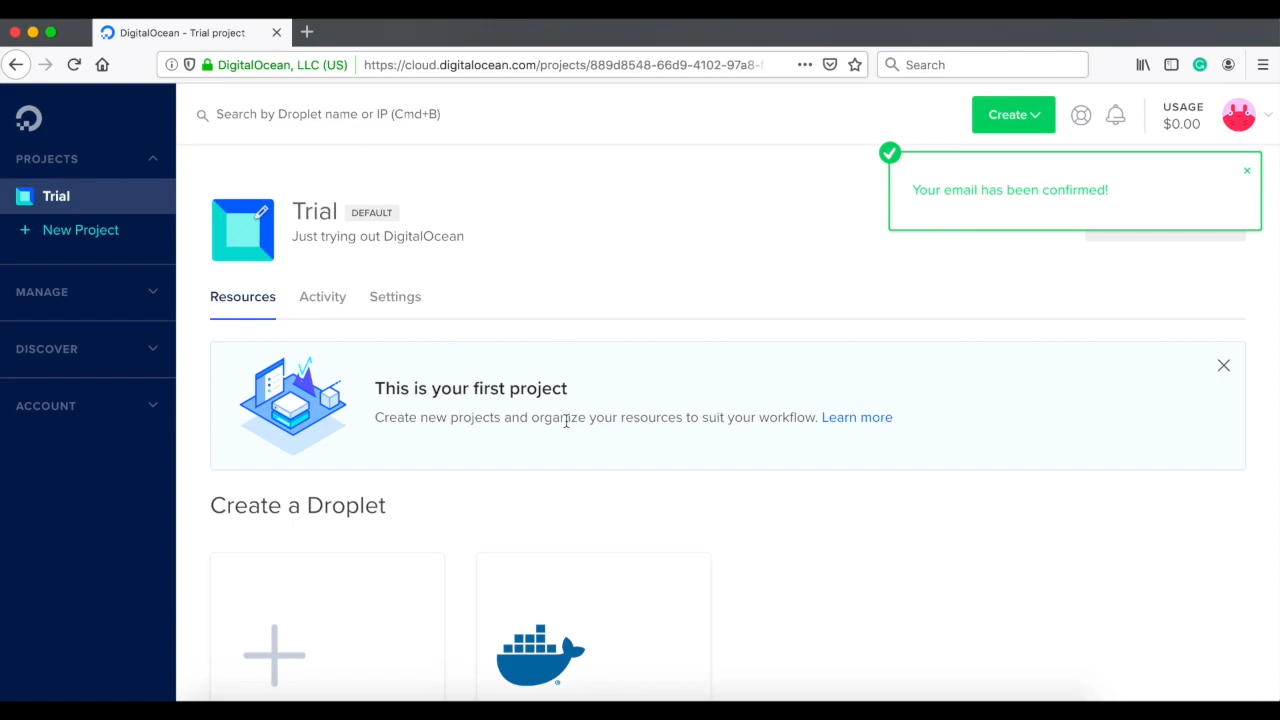 DigitalOcean - Trial project
DigitalOcean, LLC (US)
https://cloud.digitalocean.com/projects/889d8548-66d9-4102-97a8-
Search
Search by Droplet name or IP (Cmd+B)
Create
USAGE
$0.00
PROJECTS
Trial
+ New Project
MANAGE
DISCOVER
ACCOUNT
Your email has been confirmed!
Trial DEFAULT
Just trying out DigitalOcean
Resources Activity Settings
This is your first project
Create new projects and organize your resources to suit your workflow. Learn more
Create a Droplet